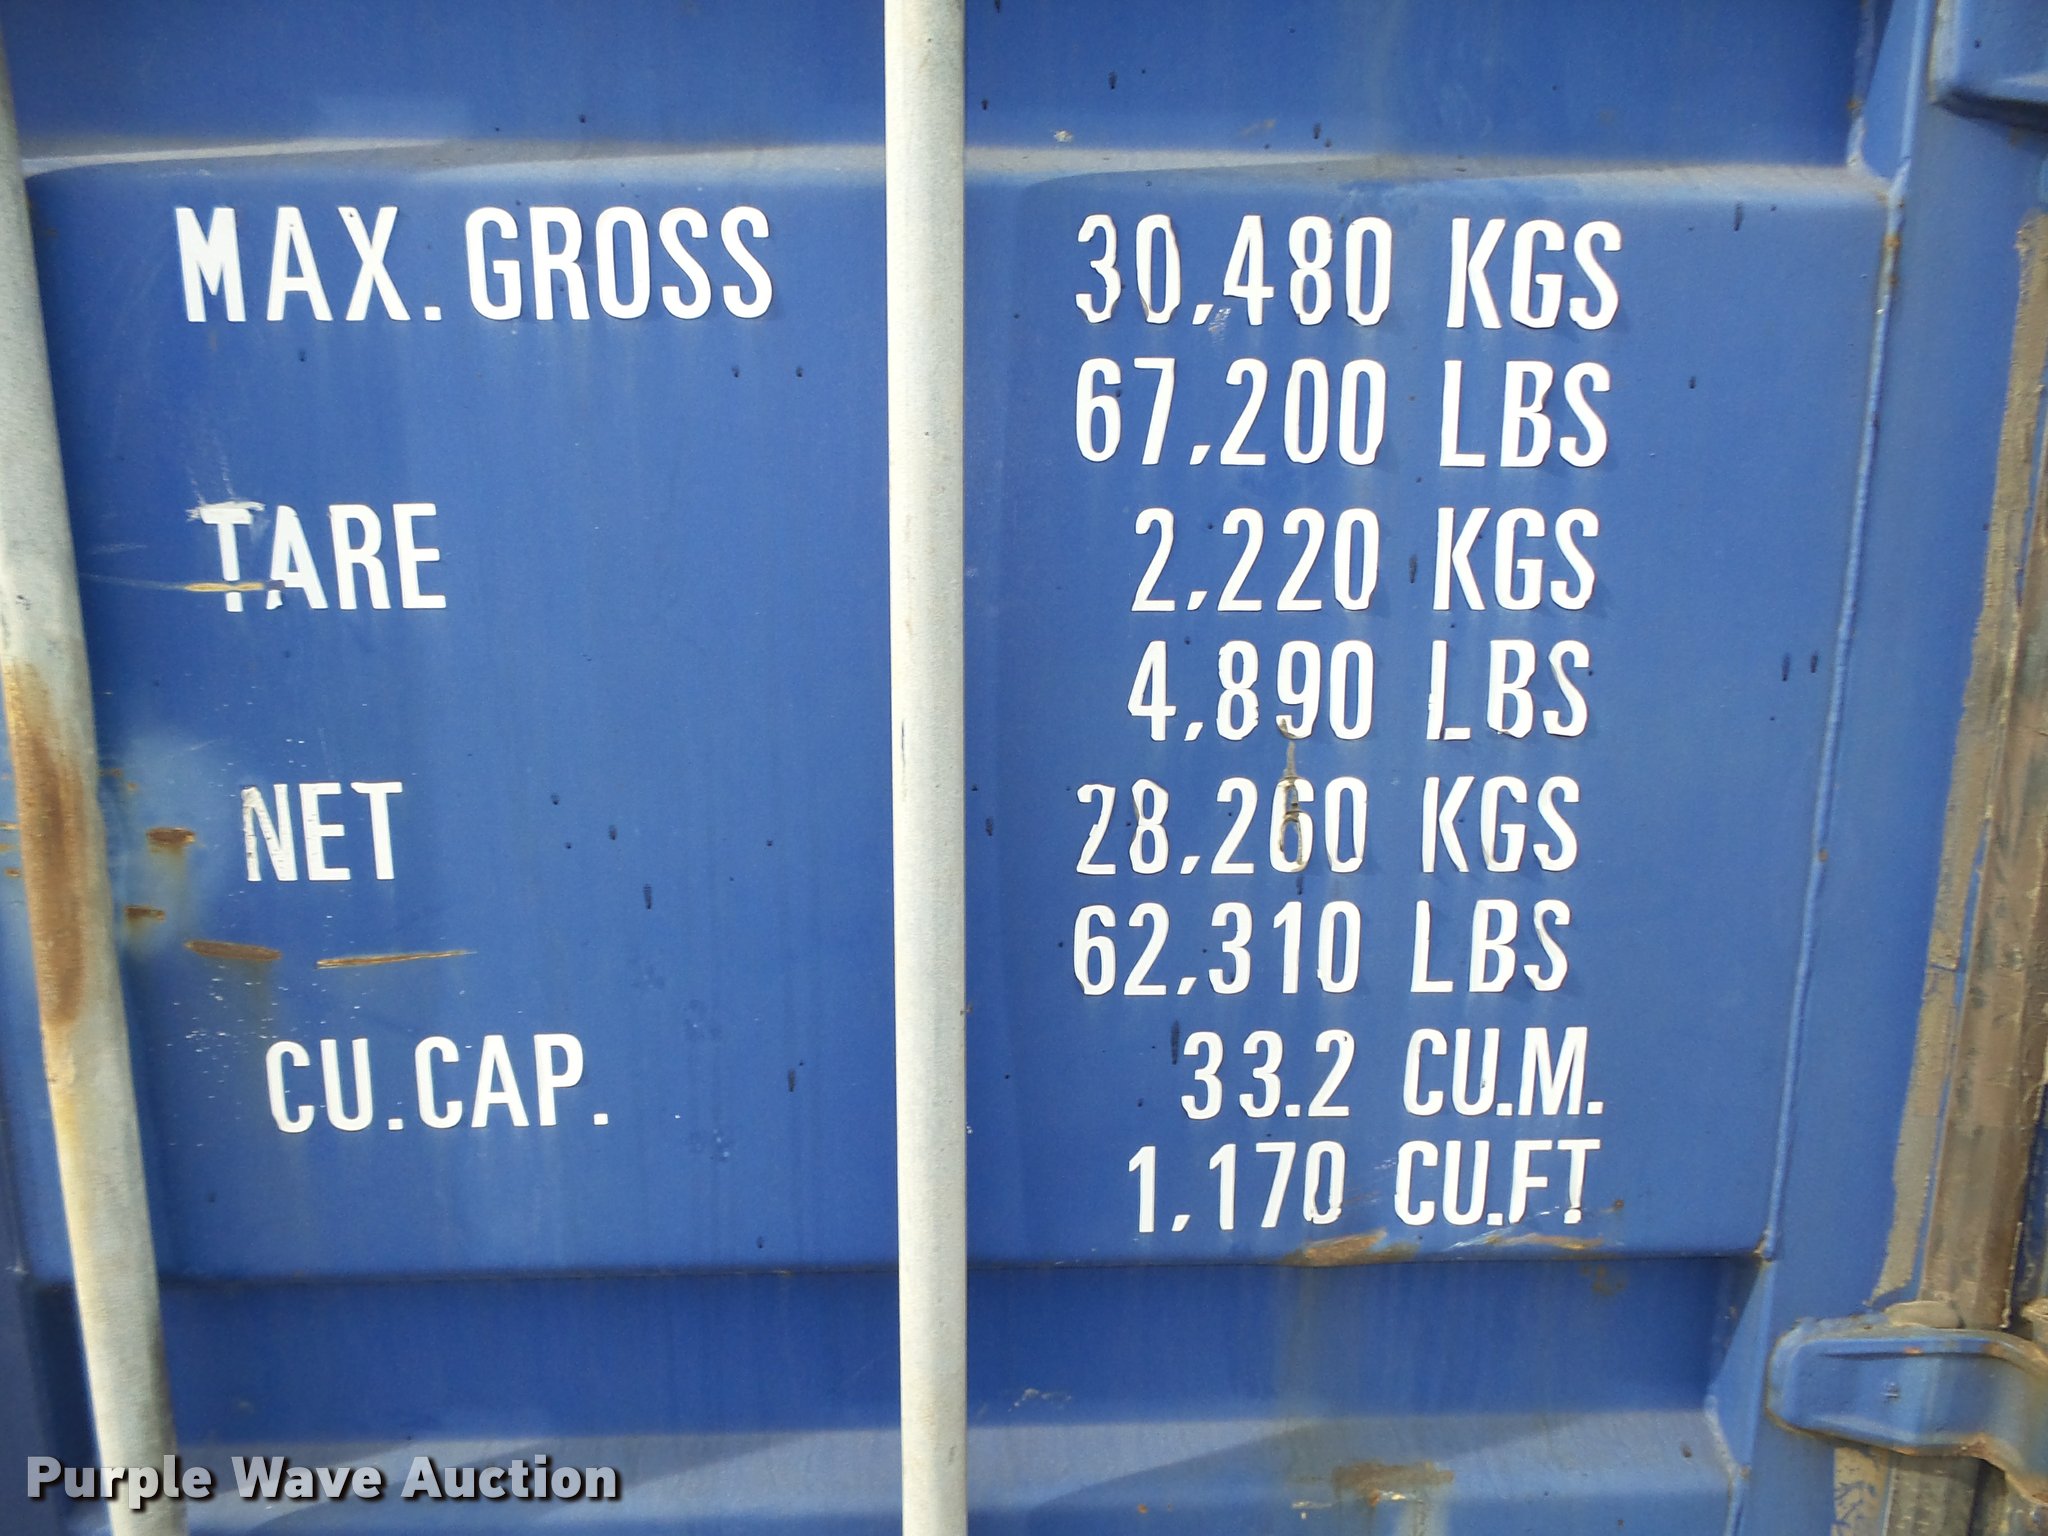 MAX. GROSS 30,480 KGS
67,200 LBS
TARE 2,220 KGS
4,890 LBS
NET 28,260 KGS
62,310 LBS
CU.CAP. 33.2 CU.M.
1,170 CU.FT.
Purple Wave Auction